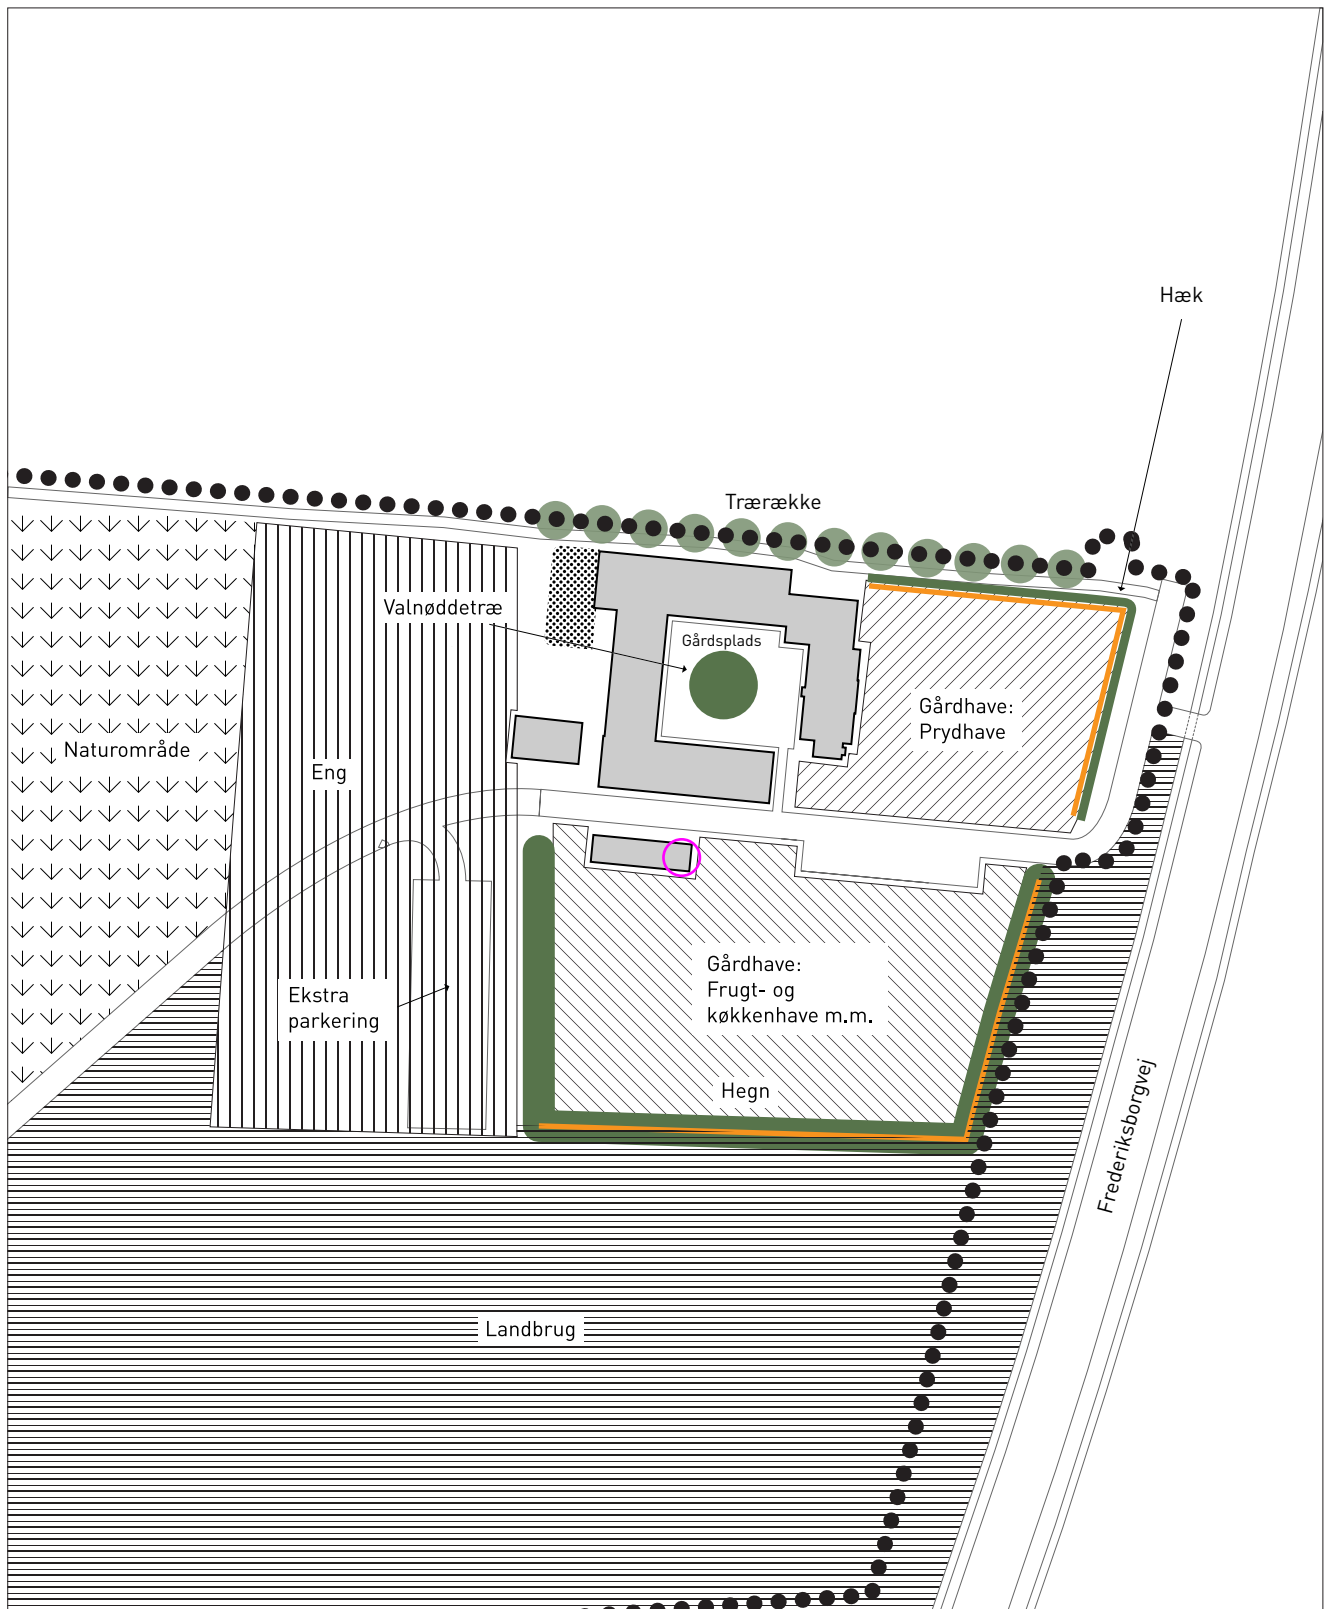 Hæk
Trærække
Valnøddetræ
Gårdsplads
Gårdhave:
Prydhave
Naturområde
Eng
Gårdhave:
Frugt- og
køkkenhave m.m.
Ekstra
parkering
Hegn
Frederiksborgvej
Landbrug